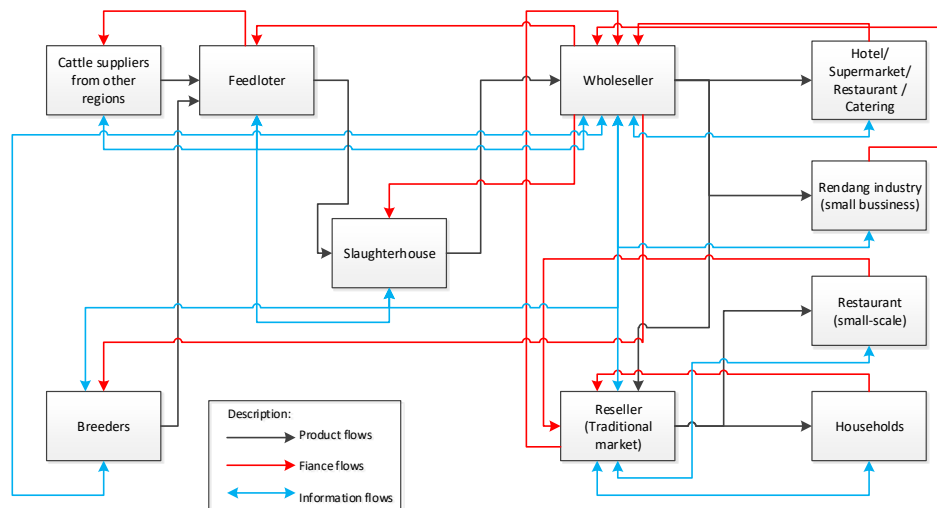 Cattle suppliers
from other
regions
Feedloter
Wholeseller
Hotel/
Supermarket/
Restaurant /
Catering
Rendang industry
(small bussiness)
Slaughterhouse
Restaurant
(small-scale)
Breeders
Reseller
(Traditional
market)
Households
Description:
Product flows
Fiance flows
Information flows